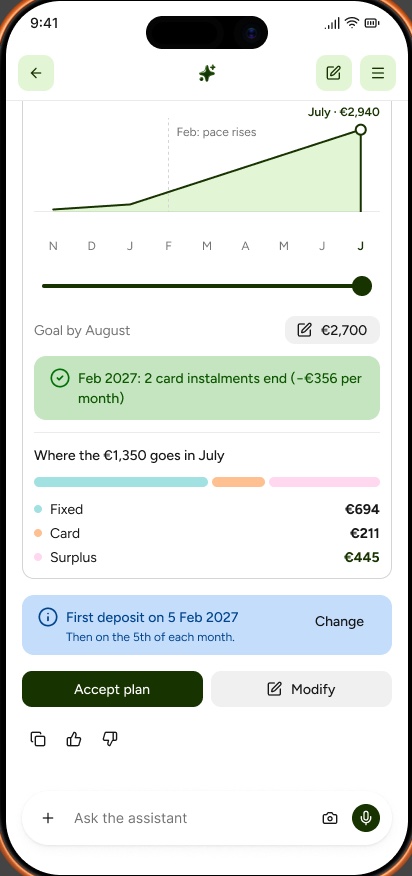 9:41
July · €2,940
Feb: pace rises
N D J F M A M J J
Goal by August
€2,700
Feb 2027: 2 card instalments end (−€356 per
month)
Where the €1,350 goes in July
Fixed €694
Card €211
Surplus €445
First deposit on 5 Feb 2027
Then on the 5th of each month.
Change
Accept plan
Modify
Ask the assistant